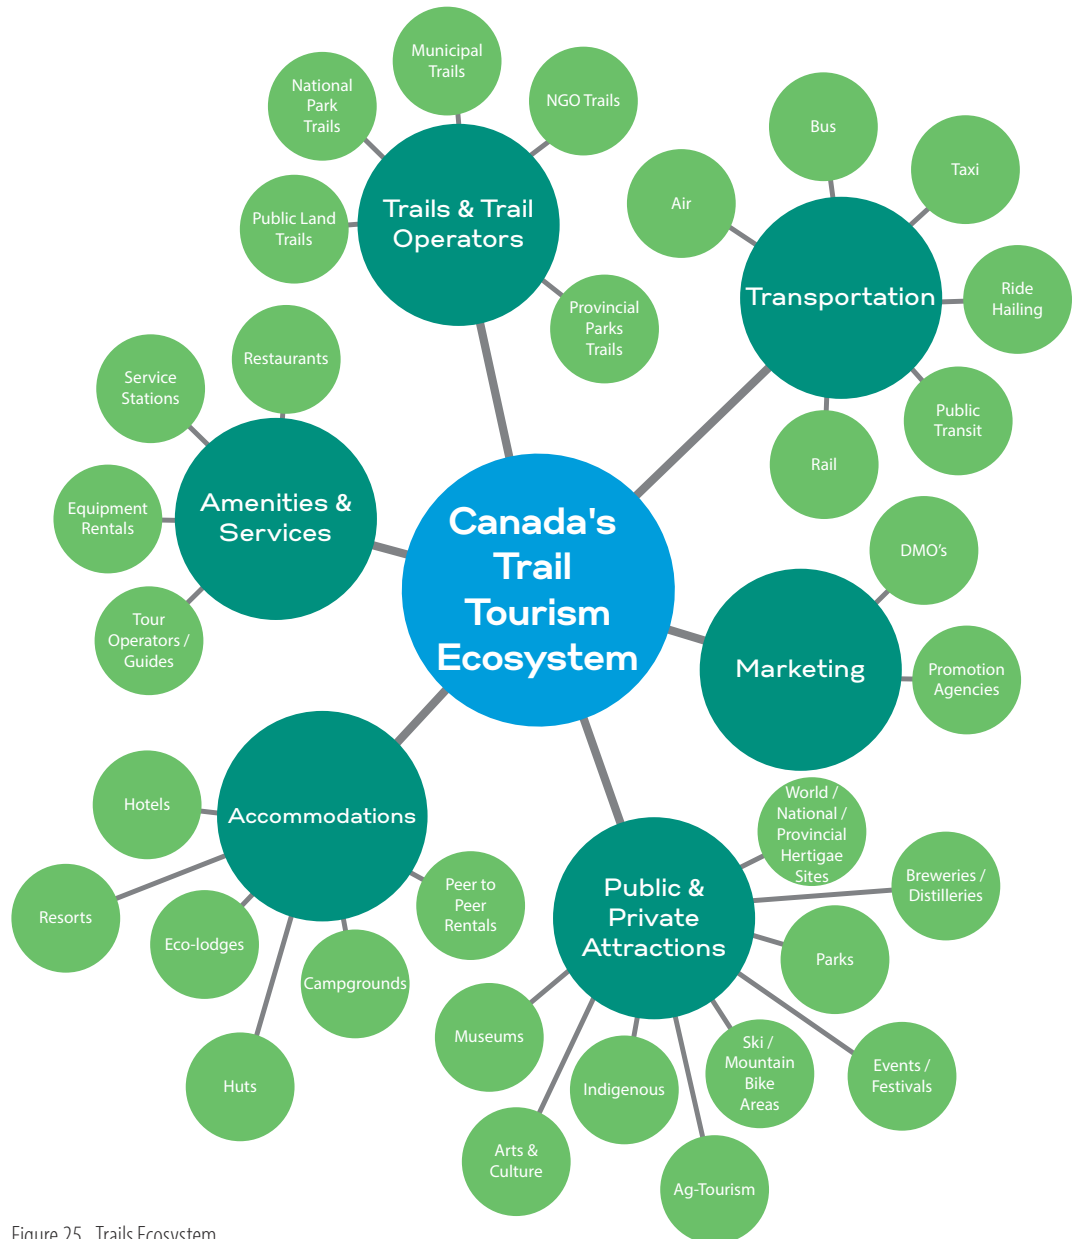 Municipal
Trails
National
Park
Trails
NGO Trails
Public Land
Trails
Trails & Trail
Operators
Provincial
Parks
Trails
Bus
Taxi
Air
Transportation
Ride
Hailing
Public
Transit
Rail
Restaurants
Service
Stations
Equipment
Rentals
Amenities &
Services
Tour
Operators /
Guides
Canada's
Trail
Tourism
Ecosystem
DMO's
Marketing
Promotion
Agencies
Hotels
Accommodations
Resorts
Eco-lodges
Huts
Campgrounds
Peer to
Peer
Rentals
World /
National /
Provincial
Hertigae
Sites
Breweries /
Distilleries
Public &
Private
Attractions
Parks
Museums
Events /
Festivals
Ski /
Mountain
Bike
Areas
Indigenous
Arts &
Culture
Ag-Tourism
Figure 25. Trails Ecosystem